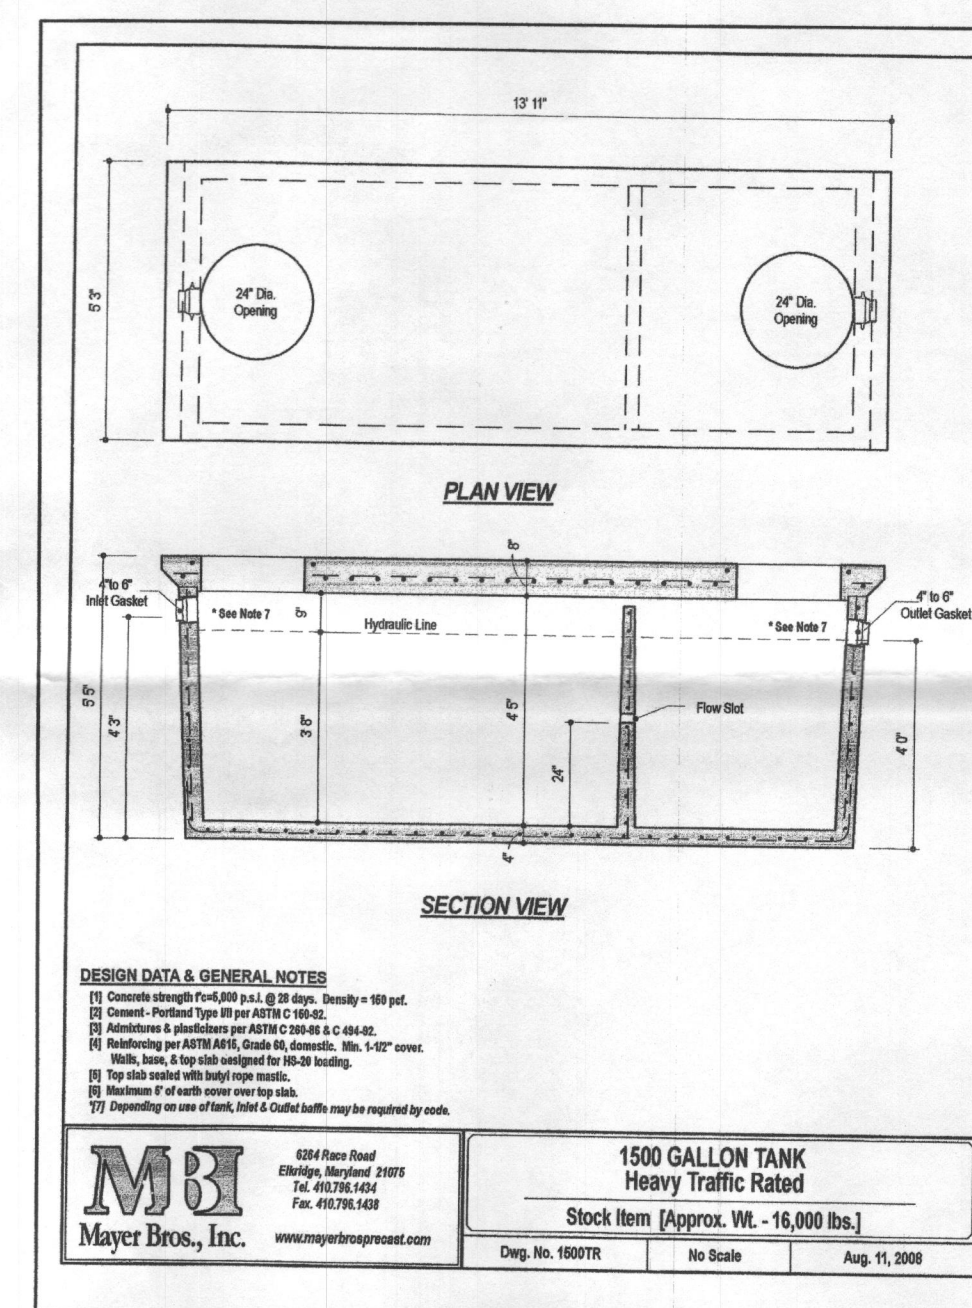 13' 11"
5' 3"
24" Dia.
Opening
24" Dia.
Opening
PLAN VIEW
8"
4"to 6"
Inlet Gasket
* See Note 7
9"
Hydraulic Line
* See Note 7
4" to 6"
Outlet Gasket
5' 5"
4' 3"
3' 8"
4' 5"
Flow Slot
24"
4' 0"
4"
SECTION VIEW
DESIGN DATA & GENERAL NOTES
[1] Concrete strength f'c=5,000 p.s.i. @ 28 days. Density = 150 pcf.
[2] Cement - Portland Type I/II per ASTM C 150-92.
[3] Admixtures & plasticizers per ASTM C 260-86 & C 494-92.
[4] Reinforcing per ASTM A615, Grade 60, domestic. Min. 1-1/2" cover.
Walls, base, & top slab designed for HS-20 loading.
[5] Top slab sealed with butyl rope mastic.
[6] Maximum 5' of earth cover over top slab.
*[7] Depending on use of tank, Inlet & Outlet baffle may be required by code.
MBI
Mayer Bros., Inc.
6264 Race Road
Elkridge, Maryland 21075
Tel. 410.796.1434
Fax. 410.796.1438
www.mayerbrosprecast.com
1500 GALLON TANK
Heavy Traffic Rated
Stock Item [Approx. Wt. - 16,000 lbs.]
Dwg. No. 1500TR
No Scale
Aug. 11, 2008